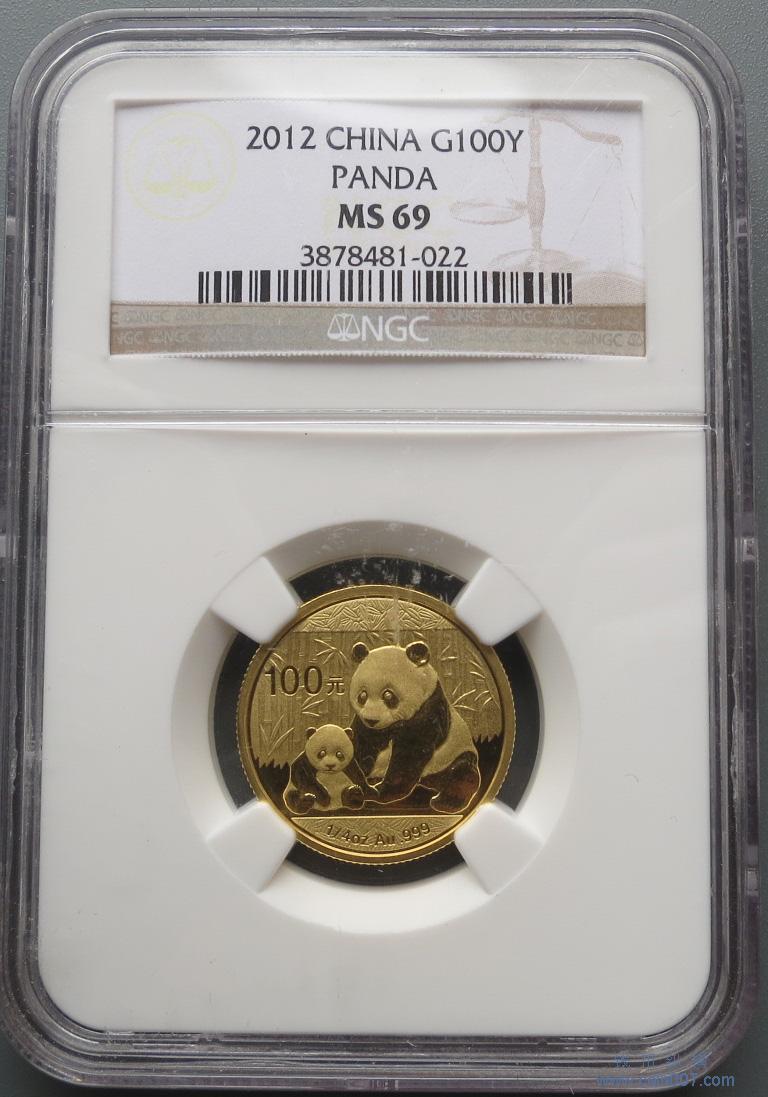 2012 CHINA G100Y
PANDA
MS 69
3878481-022
NGC
100元
1/4oz Au .999